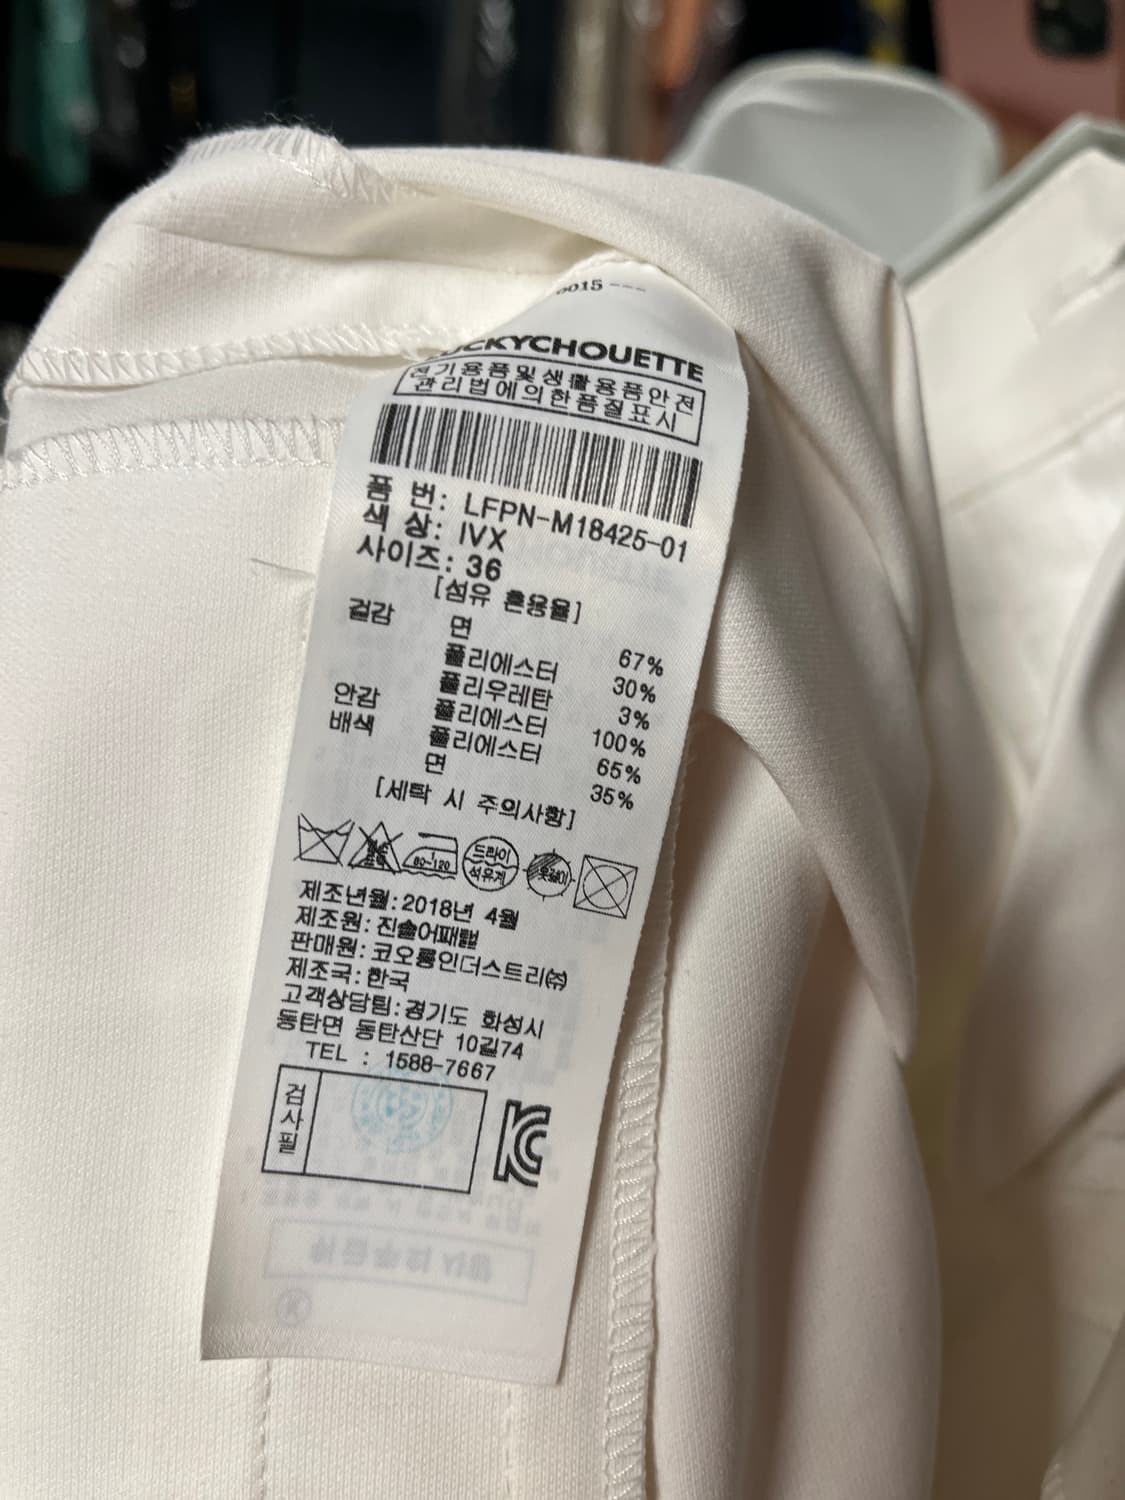 0015 ---
LUCKYCHOUETTE
전기용품및생활용품안전
관리법에의한품질표시
품 번: LFPN-M18425-01
색 상: IVX
사이즈: 36
[섬유 혼용율]
겉감 면 67%
폴리에스터 30%
폴리우레탄 3%
안감 폴리에스터 100%
배색 폴리에스터 65%
면 35%
[세탁 시 주의사항]
80-120 드라이 석유계 옷걸이
제조년월:2018년 4월
제조원:진솔어패럴
판매원:코오롱인더스트리㈜
제조국:한국
고객상담팀:경기도 화성시
동탄면 동탄산단 10길74
TEL : 1588-7667
검사필
KC